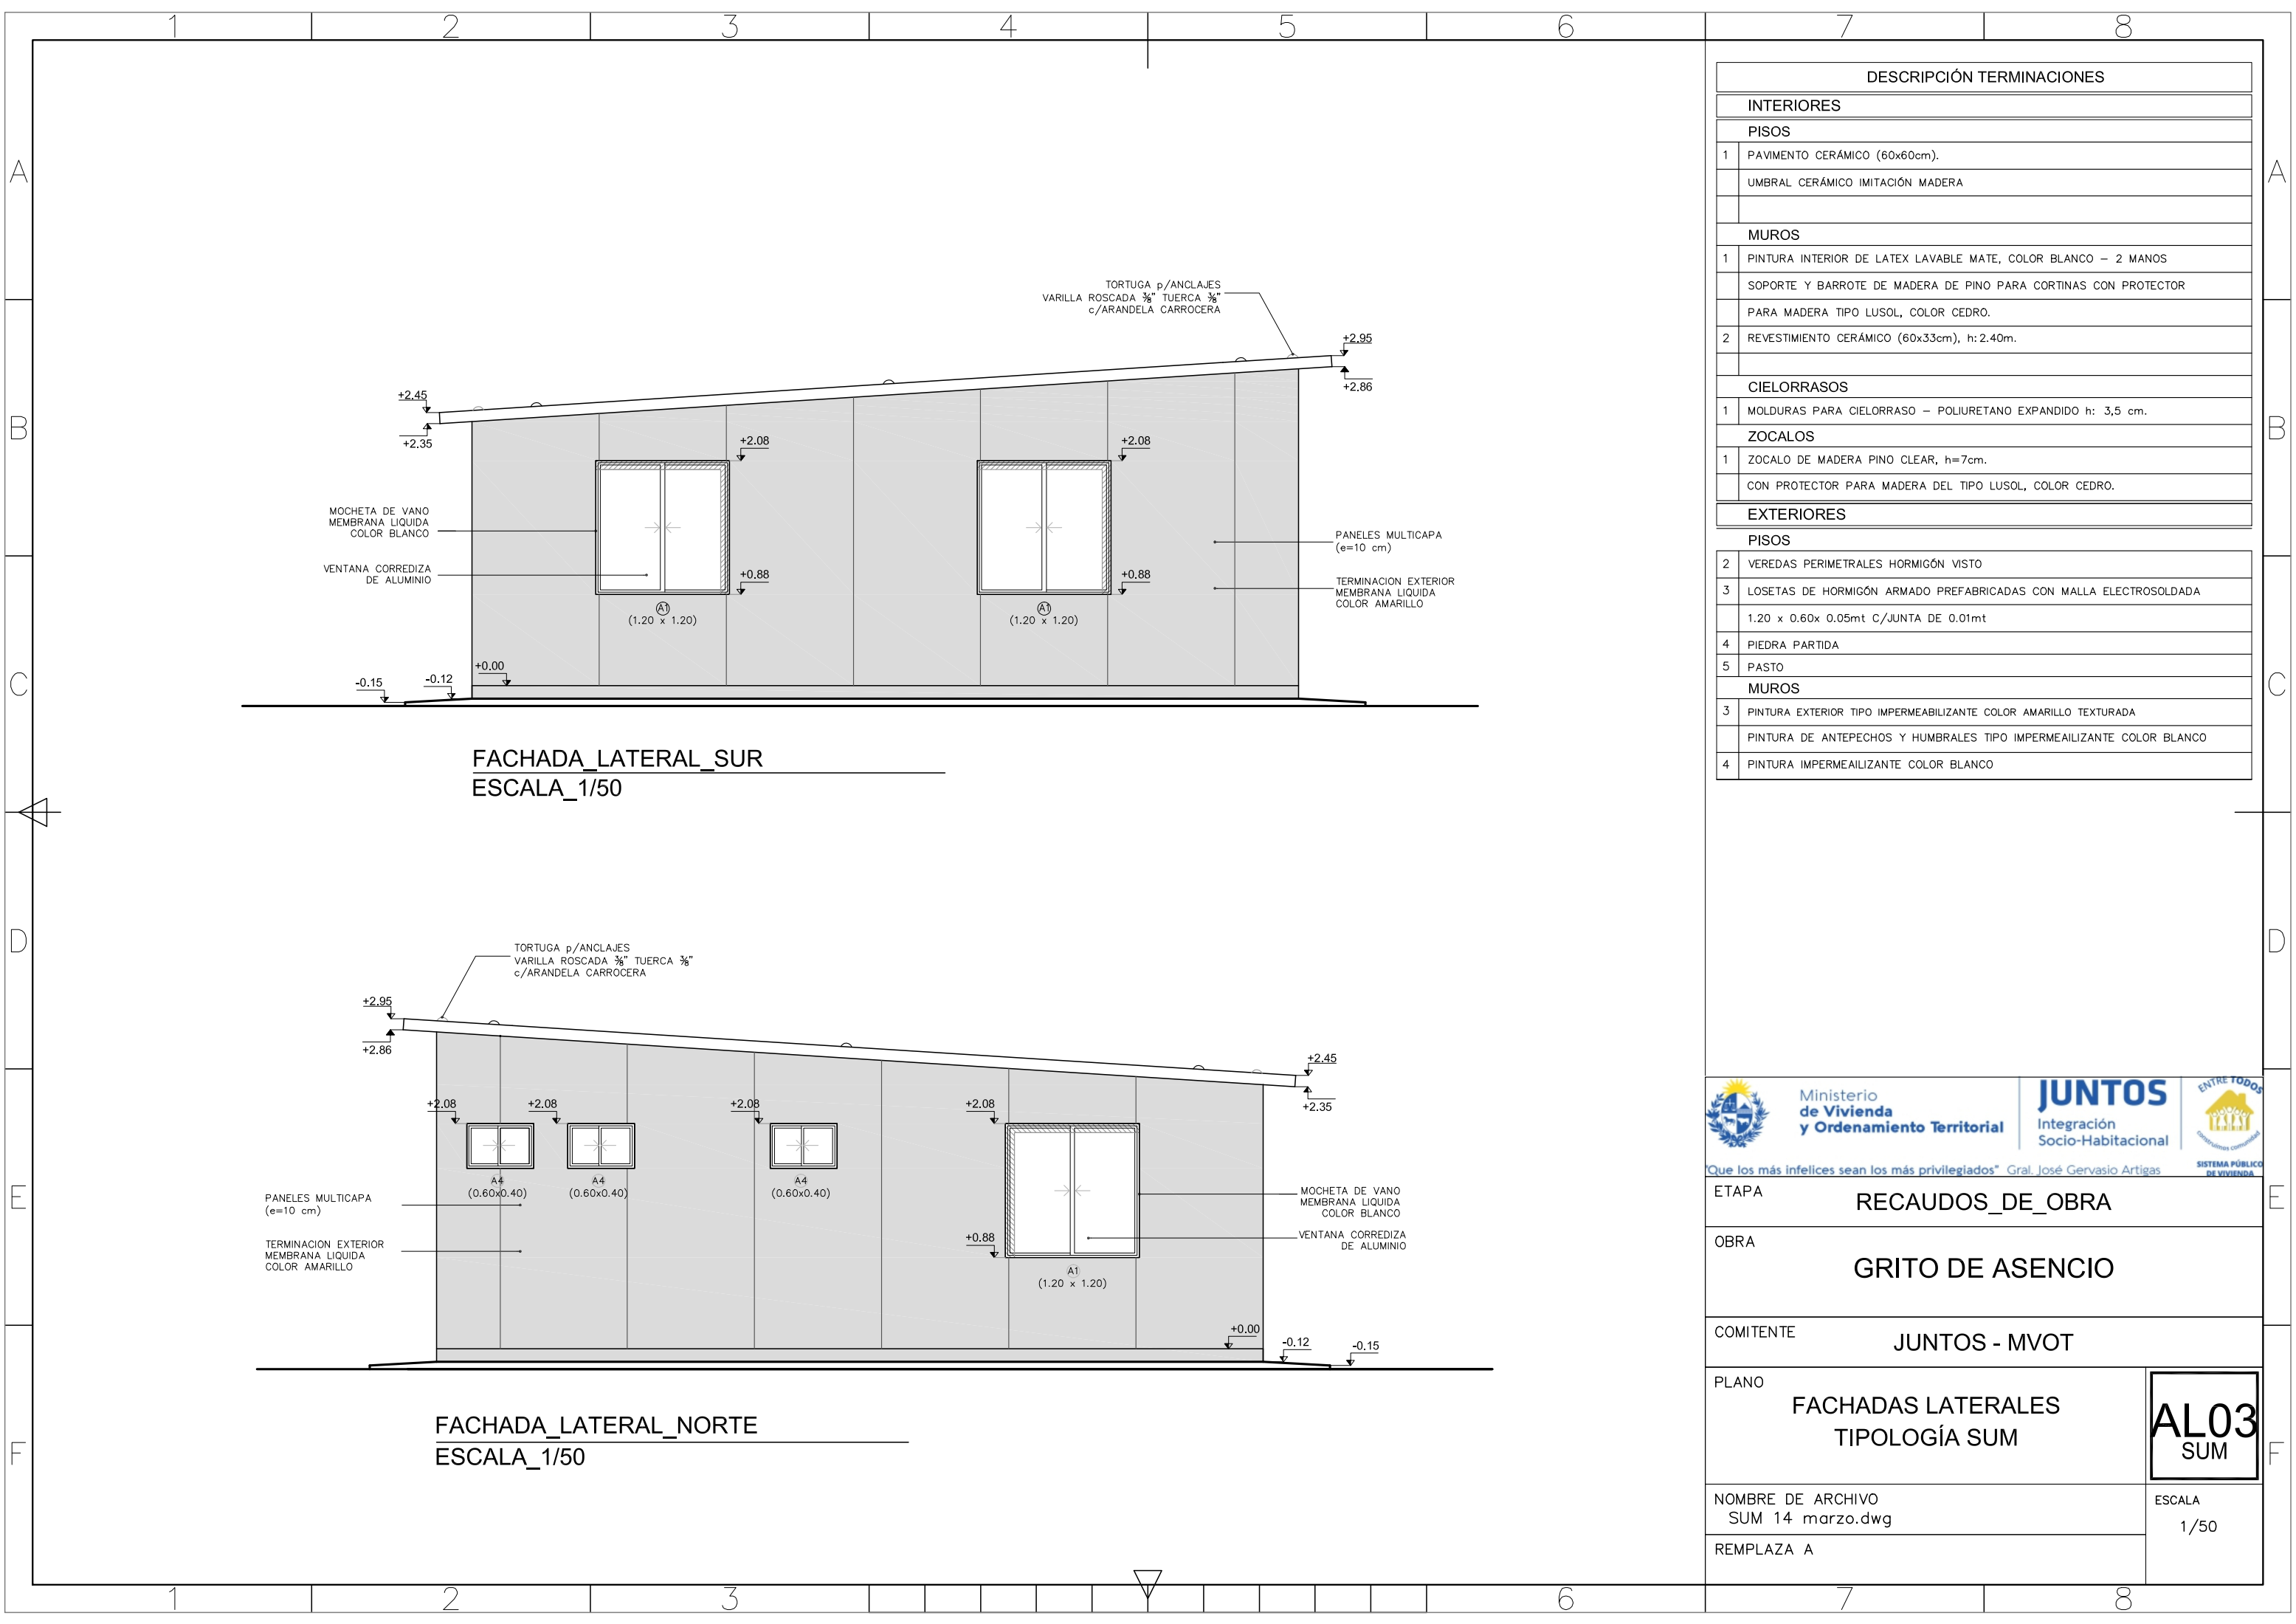 1 2 3 4 5 6 7 8
A
B
C
D
E
F
A
B
C
D
E
F
TORTUGA p/ANCLAJES
VARILLA ROSCADA ⅜" TUERCA ⅜"
c/ARANDELA CARROCERA
+2.95
+2.86
+2.45
+2.35
+2.08
+2.08
MOCHETA DE VANO
MEMBRANA LIQUIDA
COLOR BLANCO
VENTANA CORREDIZA
DE ALUMINIO
+0.88
+0.88
PANELES MULTICAPA
(e=10 cm)
TERMINACION EXTERIOR
MEMBRANA LIQUIDA
COLOR AMARILLO
A1
(1.20 x 1.20)
A1
(1.20 x 1.20)
+0.00
-0.12
-0.15
FACHADA_LATERAL_SUR
ESCALA_1/50
TORTUGA p/ANCLAJES
VARILLA ROSCADA ⅜" TUERCA ⅜"
c/ARANDELA CARROCERA
+2.95
+2.86
+2.45
+2.35
+2.08
+2.08
+2.08
+2.08
A4
(0.60x0.40)
A4
(0.60x0.40)
A4
(0.60x0.40)
PANELES MULTICAPA
(e=10 cm)
TERMINACION EXTERIOR
MEMBRANA LIQUIDA
COLOR AMARILLO
MOCHETA DE VANO
MEMBRANA LIQUIDA
COLOR BLANCO
VENTANA CORREDIZA
DE ALUMINIO
+0.88
A1
(1.20 x 1.20)
+0.00
-0.12
-0.15
FACHADA_LATERAL_NORTE
ESCALA_1/50
DESCRIPCIÓN TERMINACIONES
INTERIORES
PISOS
1 PAVIMENTO CERÁMICO (60x60cm).
UMBRAL CERÁMICO IMITACIÓN MADERA
MUROS
1 PINTURA INTERIOR DE LATEX LAVABLE MATE, COLOR BLANCO – 2 MANOS
SOPORTE Y BARROTE DE MADERA DE PINO PARA CORTINAS CON PROTECTOR
PARA MADERA TIPO LUSOL, COLOR CEDRO.
2 REVESTIMIENTO CERÁMICO (60x33cm), h:2.40m.
CIELORRASOS
1 MOLDURAS PARA CIELORRASO – POLIURETANO EXPANDIDO h: 3,5 cm.
ZOCALOS
1 ZOCALO DE MADERA PINO CLEAR, h=7cm.
CON PROTECTOR PARA MADERA DEL TIPO LUSOL, COLOR CEDRO.
EXTERIORES
PISOS
2 VEREDAS PERIMETRALES HORMIGÓN VISTO
3 LOSETAS DE HORMIGÓN ARMADO PREFABRICADAS CON MALLA ELECTROSOLDADA
1.20 x 0.60x 0.05mt C/JUNTA DE 0.01mt
4 PIEDRA PARTIDA
5 PASTO
MUROS
3 PINTURA EXTERIOR TIPO IMPERMEABILIZANTE COLOR AMARILLO TEXTURADA
PINTURA DE ANTEPECHOS Y HUMBRALES TIPO IMPERMEAILIZANTE COLOR BLANCO
4 PINTURA IMPERMEAILIZANTE COLOR BLANCO
Ministerio
de Vivienda
y Ordenamiento Territorial
JUNTOS
Integración
Socio-Habitacional
ENTRE TODOS
construimos comunidad
SISTEMA PÚBLICO
DE VIVIENDA
"Que los más infelices sean los más privilegiados" Gral. José Gervasio Artigas
ETAPA
RECAUDOS_DE_OBRA
OBRA
GRITO DE ASENCIO
COMITENTE
JUNTOS - MVOT
PLANO
FACHADAS LATERALES
TIPOLOGÍA SUM
AL03
SUM
NOMBRE DE ARCHIVO
SUM 14 marzo.dwg
ESCALA
1/50
REMPLAZA A
1 2 3 6 7 8